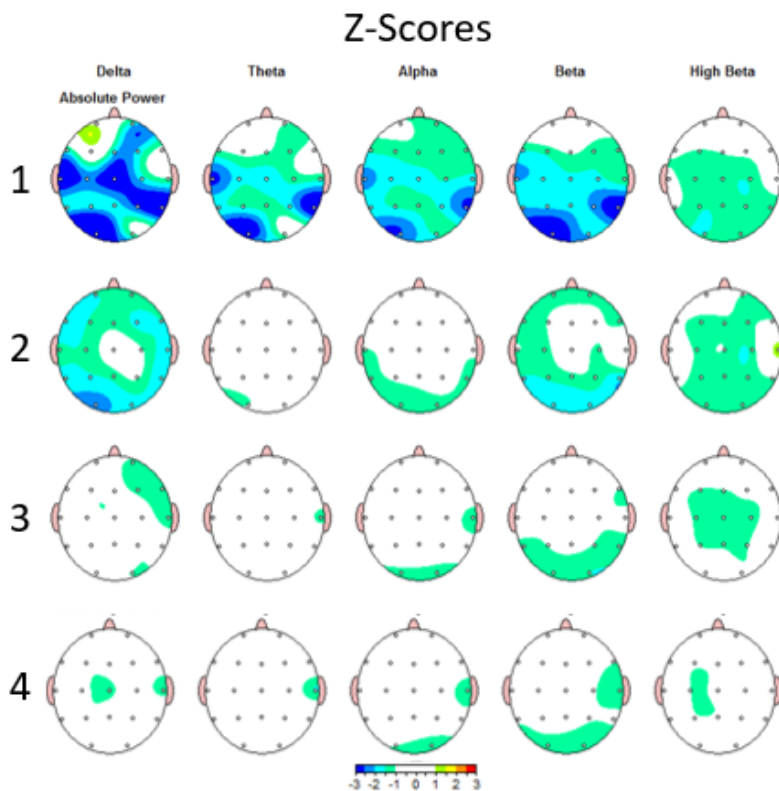 Z-Scores
Delta Theta Alpha Beta High Beta
Absolute Power
1
2
3
4
-3 -2 -1 0 1 2 3